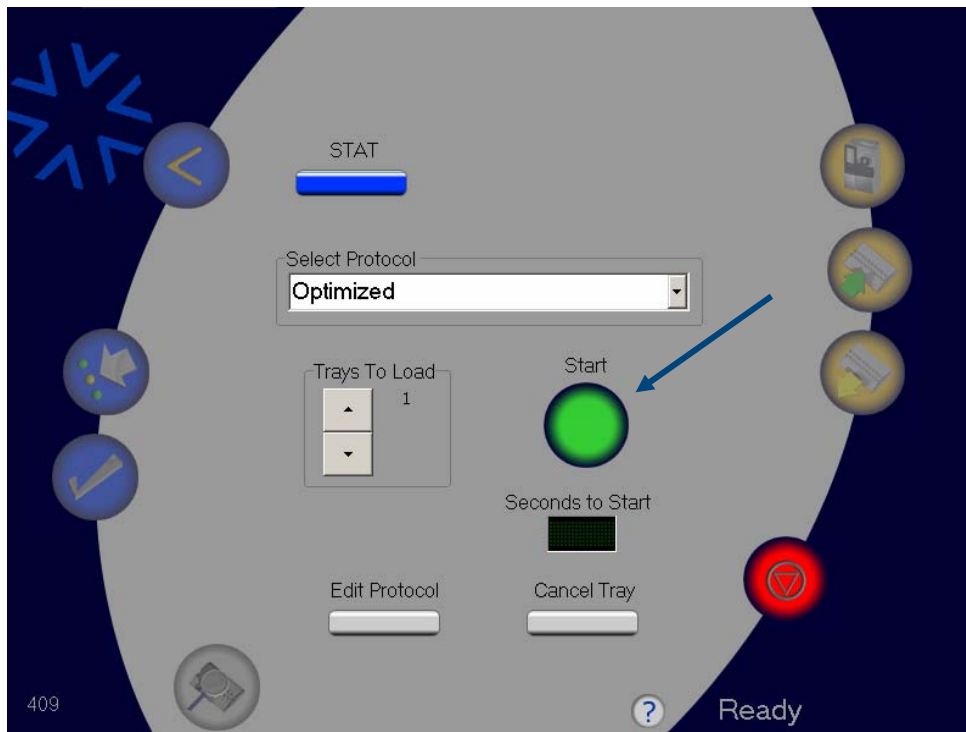 STAT
Select Protocol
Optimized
Trays To Load
1
Start
Seconds to Start
Edit Protocol
Cancel Tray
409
?
Ready